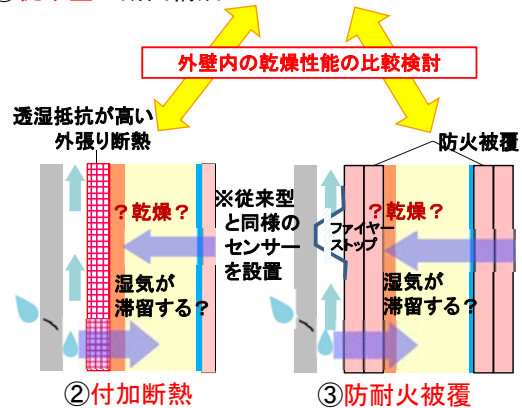 外壁内の乾燥性能の比較検討
透湿抵抗が高い
外張り断熱
防火被覆
?乾燥?
※従来型
と同様の
センサー
を設置
?乾燥?
ファイヤー
ストップ
湿気が
滞留する?
湿気が
滞留する?
②付加断熱
③防耐火被覆